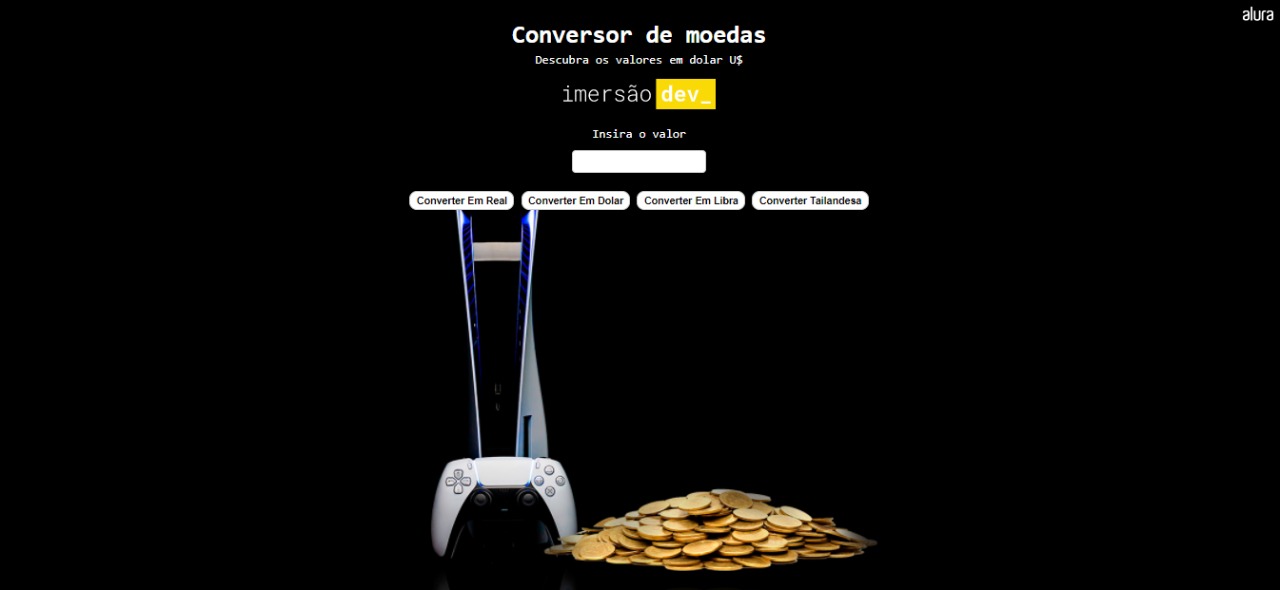 alura
Conversor de moedas
Descubra os valores em dolar U$
imersão dev_
Insira o valor
Converter Em Real
Converter Em Dolar
Converter Em Libra
Converter Tailandesa